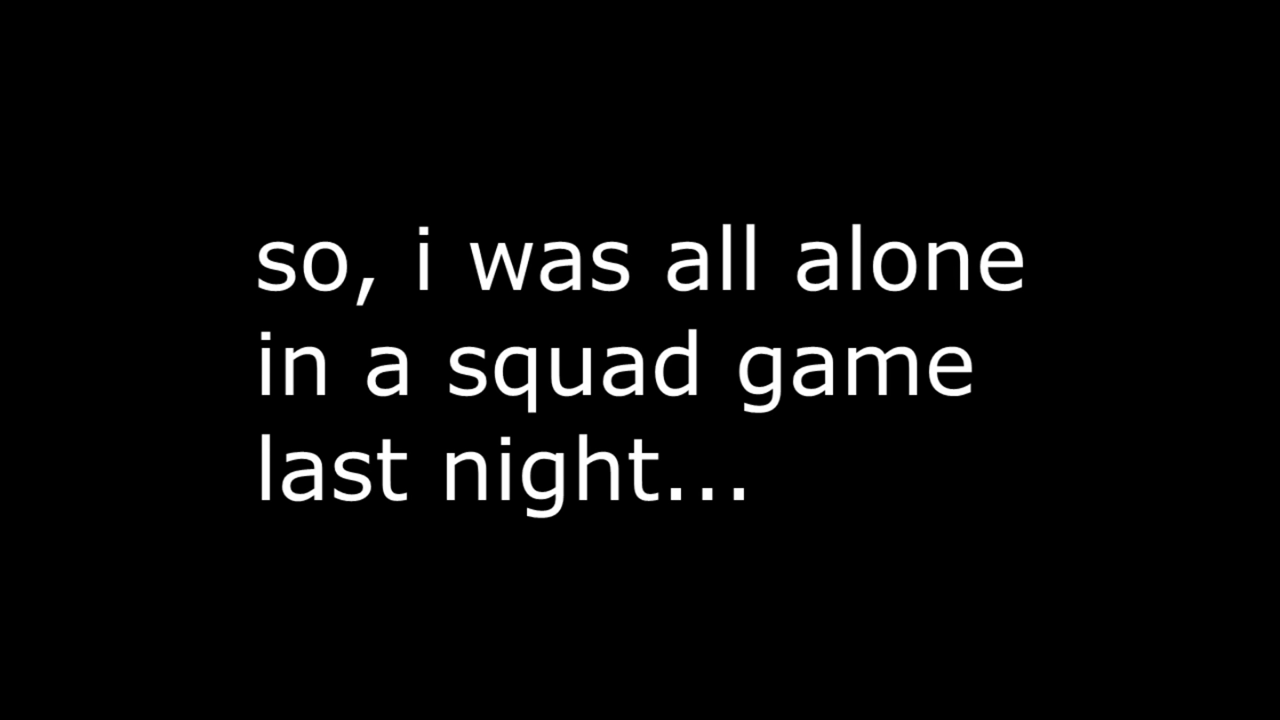 so, i was all alone
in a squad game
last night...